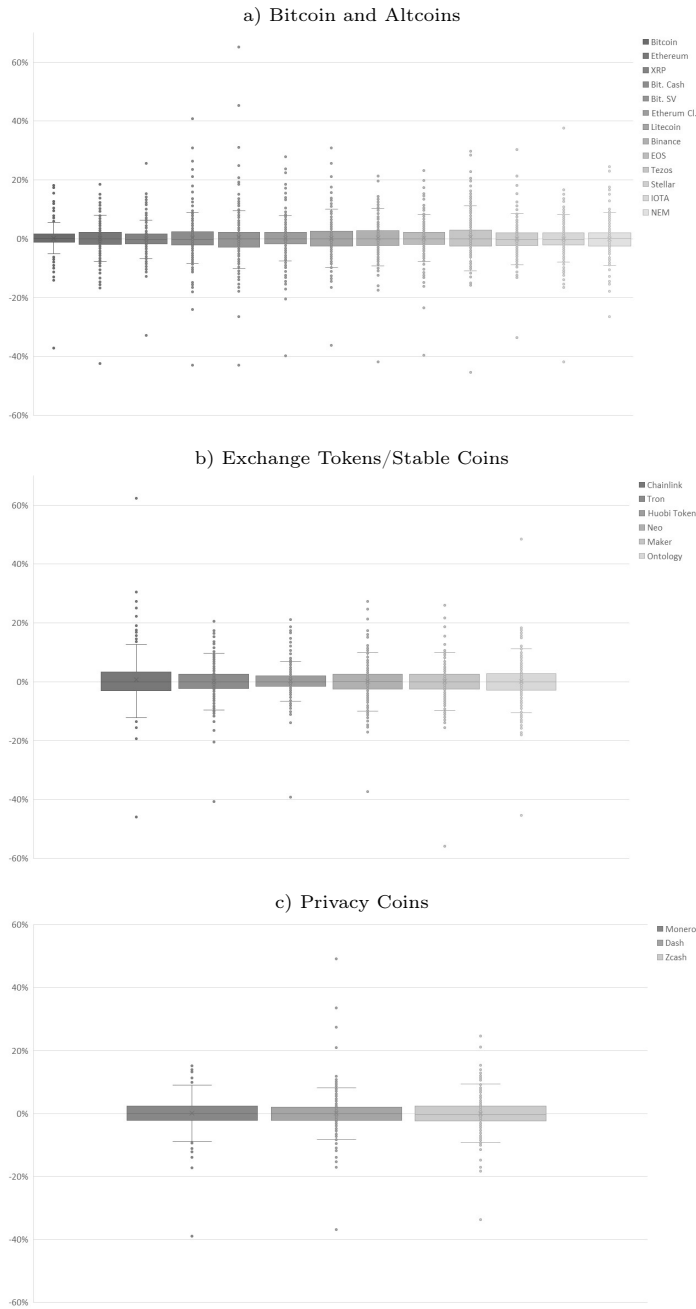 a) Bitcoin and Altcoins
60%
40%
20%
0%
-20%
-40%
-60%
Bitcoin
Ethereum
XRP
Bit. Cash
Bit. SV
Etherum Cl.
Litecoin
Binance
EOS
Tezos
Stellar
IOTA
NEM
b) Exchange Tokens/Stable Coins
60%
40%
20%
0%
-20%
-40%
-60%
Chainlink
Tron
Huobi Token
Neo
Maker
Ontology
c) Privacy Coins
60%
40%
20%
0%
-20%
-40%
-60%
Monero
Dash
Zcash